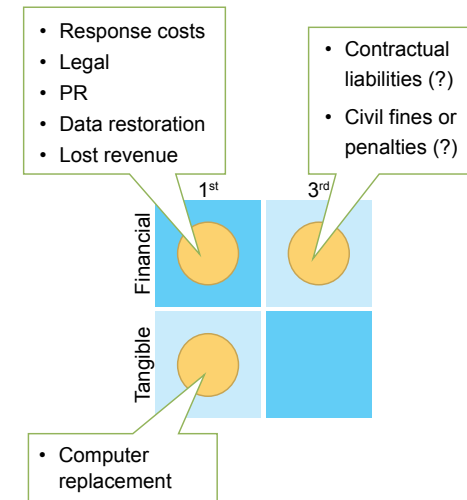 • Response costs
• Legal
• PR
• Data restoration
• Lost revenue
• Contractual
liabilities (?)
• Civil fines or
penalties (?)
1st
3rd
Financial
Tangible
• Computer
replacement